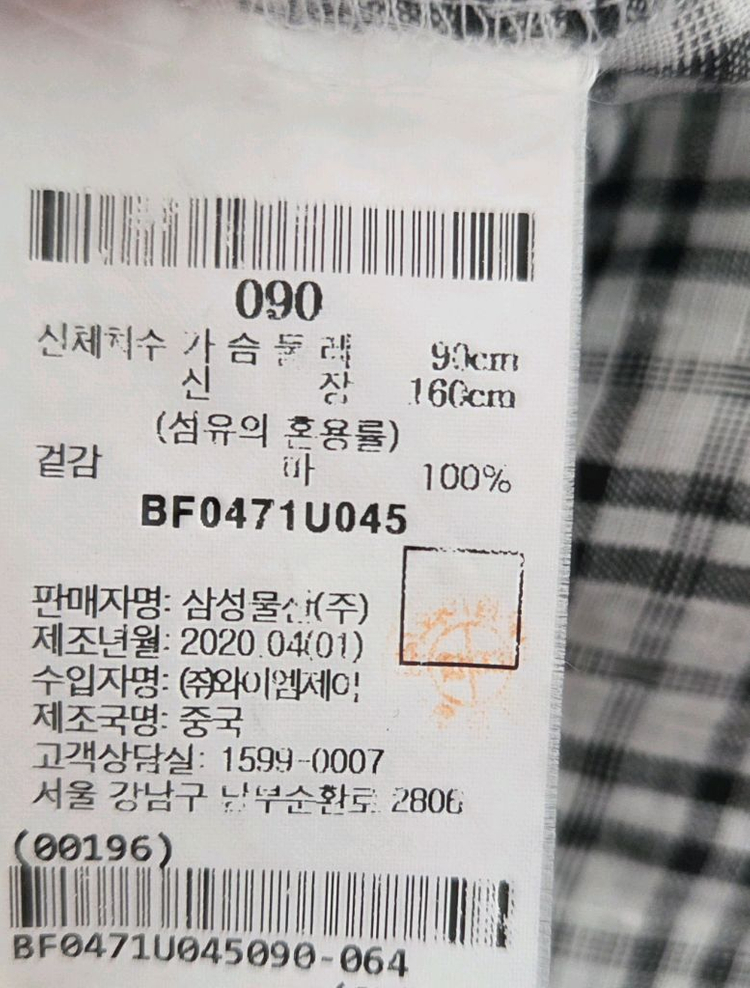 090
신체치수 가슴둘레 90cm
신장 160cm
(섬유의 혼용률)
겉감 마 100%
BF0471U045
판매자명: 삼성물산(주)
제조년월: 2020.04(01)
수입자명: (주)와이엠제이
제조국명: 중국
고객상담실: 1599-0007
서울 강남구 남부순환로 2806
(00196)
BF0471U045090-064